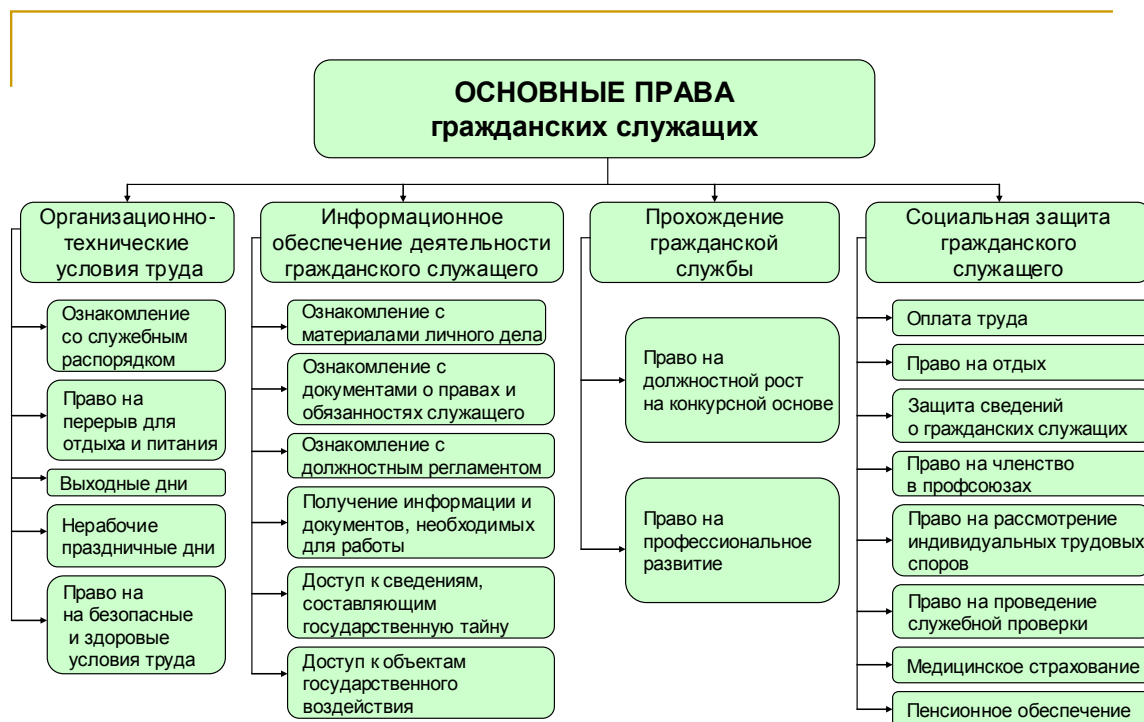 ОСНОВНЫЕ ПРАВА
гражданских служащих
Организационно-
технические
условия труда
Ознакомление
со служебным
распорядком
Право на
перерыв для
отдыха и питания
Выходные дни
Нерабочие
праздничные дни
Право на
на безопасные
и здоровые
условия труда
Информационное
обеспечение деятельности
гражданского служащего
Ознакомление с
материалами личного дела
Ознакомление с
документами о правах и
обязанностях служащего
Ознакомление с
должностным регламентом
Получение информации и
документов, необходимых
для работы
Доступ к сведениям,
составляющим
государственную тайну
Доступ к объектам
государственного
воздействия
Прохождение
гражданской
службы
Право на
должностной рост
на конкурсной основе
Право на
профессиональное
развитие
Социальная защита
гражданского
служащего
Оплата труда
Право на отдых
Защита сведений
о гражданских служащих
Право на членство
в профсоюзах
Право на рассмотрение
индивидуальных трудовых
споров
Право на проведение
служебной проверки
Медицинское страхование
Пенсионное обеспечение